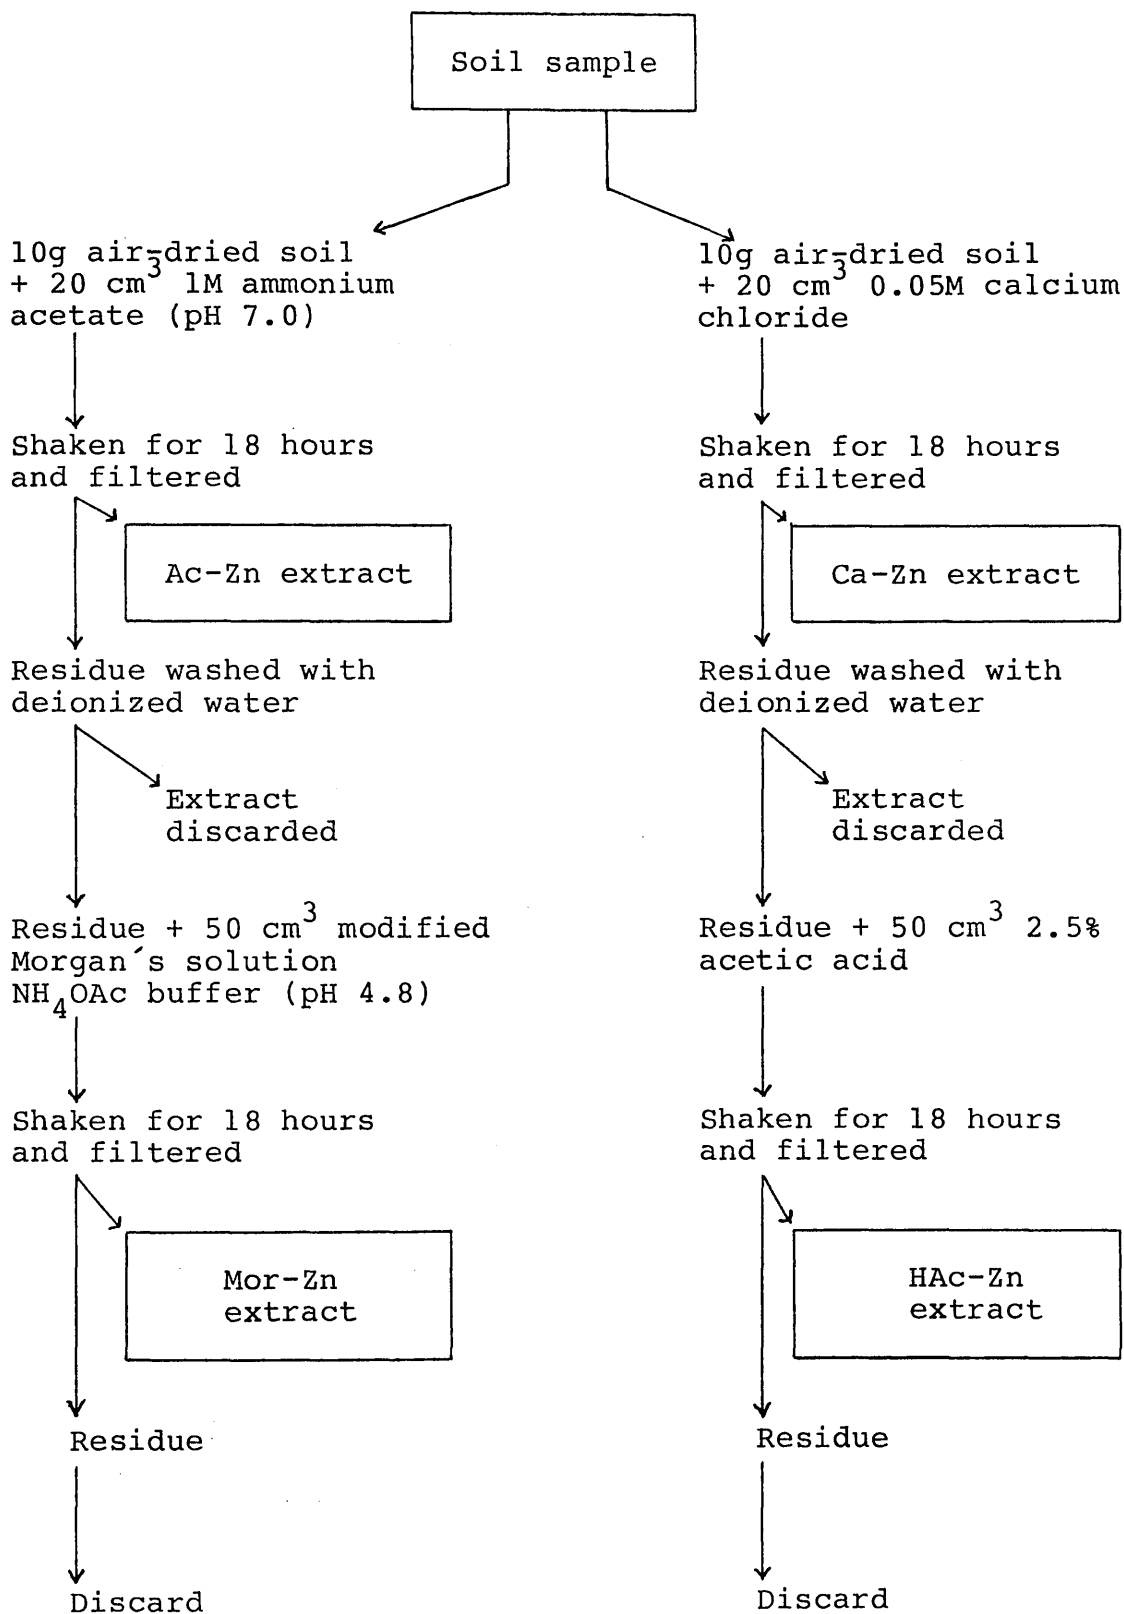 Soil sample
10g air-dried soil
+ 20 cm³ 1M ammonium
acetate (pH 7.0)
Shaken for 18 hours
and filtered
Ac-Zn extract
Residue washed with
deionized water
Extract
discarded
Residue + 50 cm³ modified
Morgan´s solution
NH₄OAc buffer (pH 4.8)
Shaken for 18 hours
and filtered
Mor-Zn
extract
Residue
Discard
10g air-dried soil
+ 20 cm³ 0.05M calcium
chloride
Shaken for 18 hours
and filtered
Ca-Zn extract
Residue washed with
deionized water
Extract
discarded
Residue + 50 cm³ 2.5%
acetic acid
Shaken for 18 hours
and filtered
HAc-Zn
extract
Residue
Discard